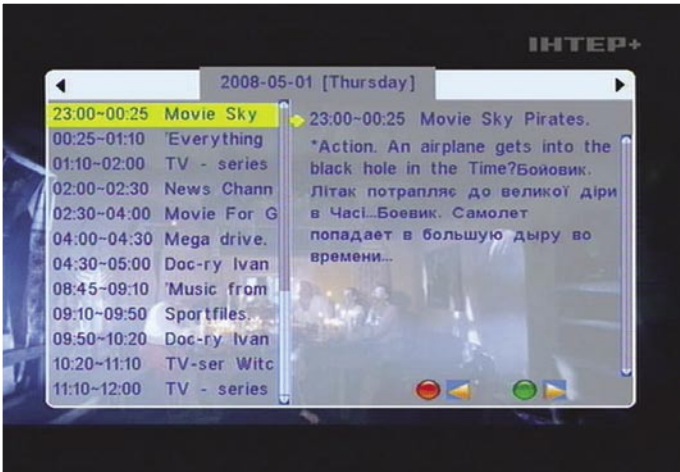 ІНТЕР+
2008-05-01 [Thursday]
23:00~00:25 Movie Sky
00:25~01:10 'Everything
01:10~02:00 TV - series
02:00~02:30 News Chann
02:30~04:00 Movie For G
04:00~04:30 Mega drive.
04:30~05:00 Doc-ry Ivan
08:45~09:10 'Music from
09:10~09:50 Sportfiles.
09:50~10:20 Doc-ry Ivan
10:20~11:10 TV-ser Witc
11:10~12:00 TV - series
23:00~00:25 Movie Sky Pirates.
*Action. An airplane gets into the
black hole in the Time?Бойовик.
Літак потрапляє до великої діри
в Часі...Боевик. Самолет
попадает в большую дыру во
времени...